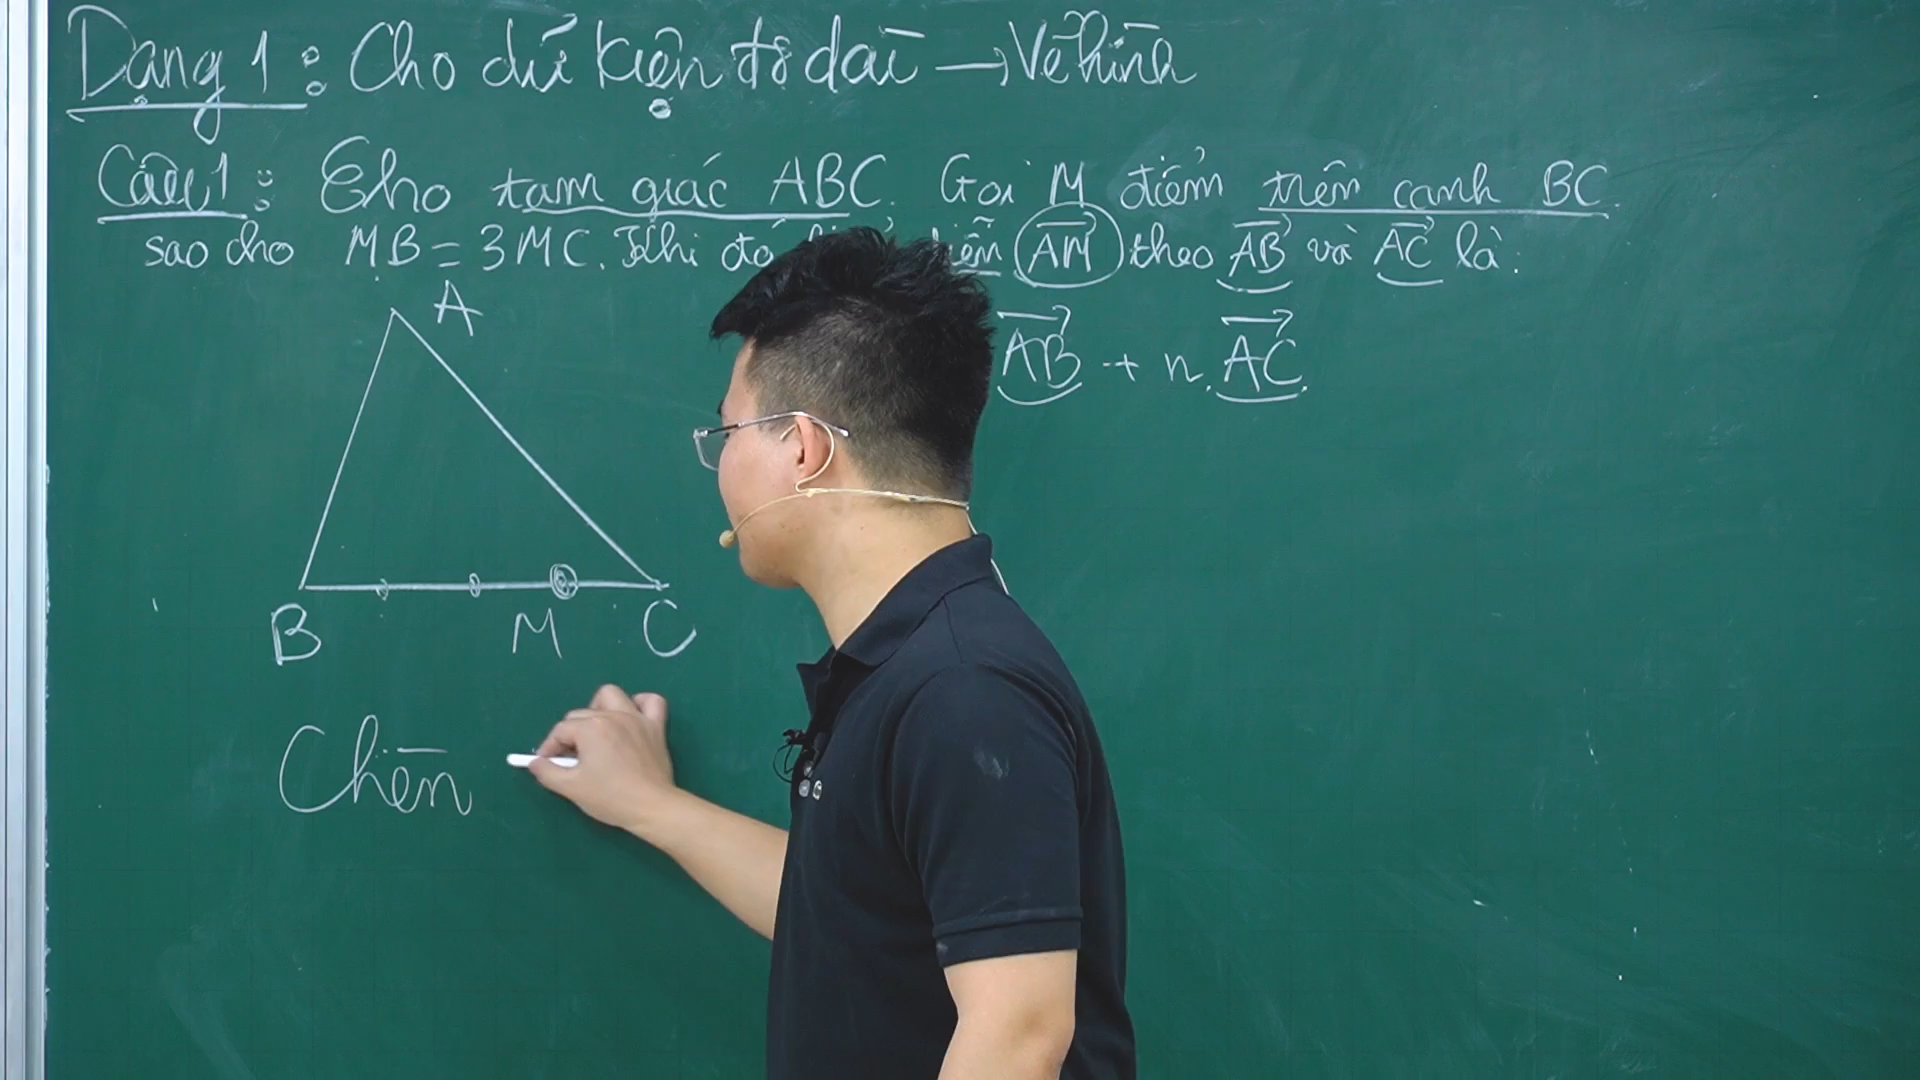 Dạng 1: Cho dữ kiện độ dài → Vẽ hình
Câu 1: Cho tam giác ABC. Gọi M điểm trên cạnh BC
sao cho MB = 3MC. Khi đó AM theo AB và AC là:
A
AB + n. AC
B M C
Chèn